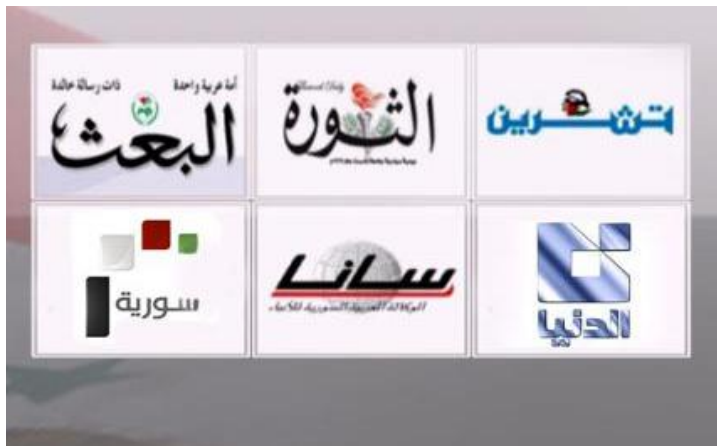 تشرين
الثورة
أمة عربية واحدة ذات رسالة خالدة
البعث
الدنيا
سانا
الوكالة العربية السورية للأنباء
سورية